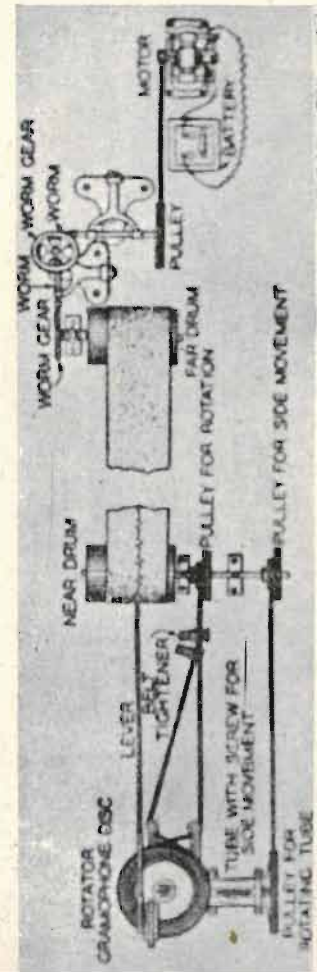 ROTATOR
GRAMOPHONE DISC
LEVER
BELT
TIGHTENER
NEAR DRUM
TUBE WITH SCREW FOR
SIDE MOVEMENT
PULLEY FOR
ROTATING TUBE
PULLEY FOR ROTATION
PULLEY FOR SIDE MOVEMENT
FAR DRUM
WORM GEAR
WORM
WORM GEAR
WORM
PULLEY
MOTOR
BATTERY